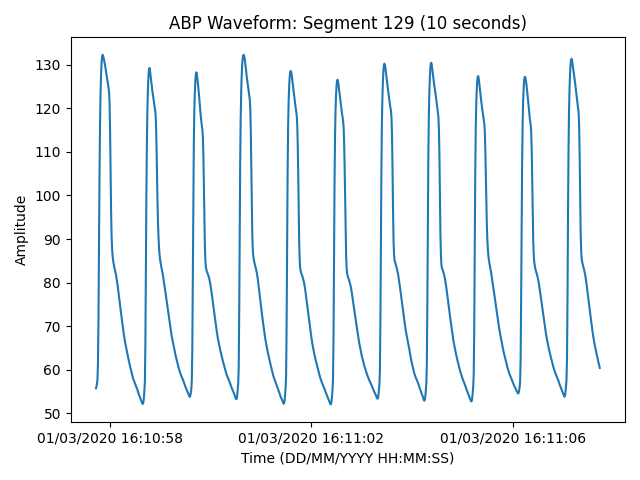 ABP Waveform: Segment 129 (10 seconds)
Amplitude
130
120
110
100
90
80
70
60
50
01/03/2020 16:10:58 01/03/2020 16:11:02 01/03/2020 16:11:06
Time (DD/MM/YYYY HH:MM:SS)